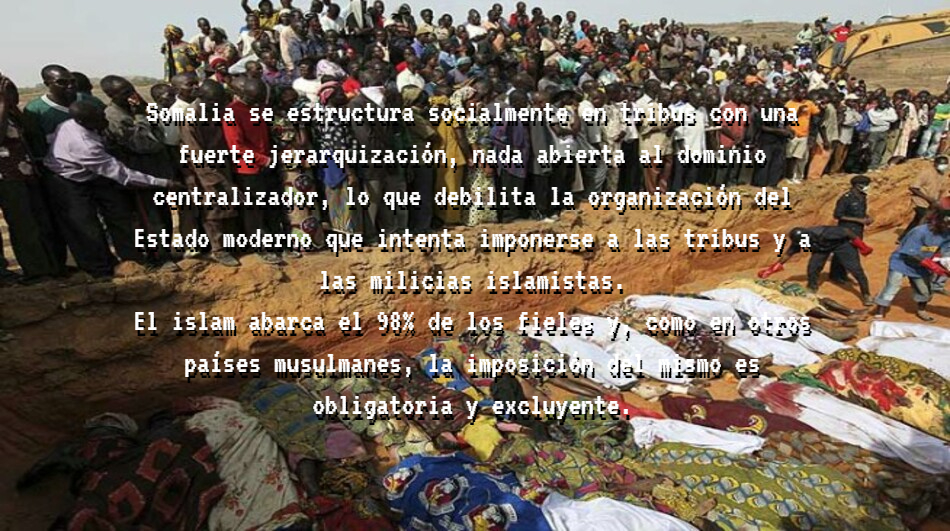 Somalia se estructura socialmente en tribus con una
fuerte jerarquización, nada abierta al dominio
centralizador, lo que debilita la organización del
Estado moderno que intenta imponerse a las tribus y a
las milicias islamistas.
El islam abarca el 98% de los fieles y, como en otros
países musulmanes, la imposición del mismo es
obligatoria y excluyente.